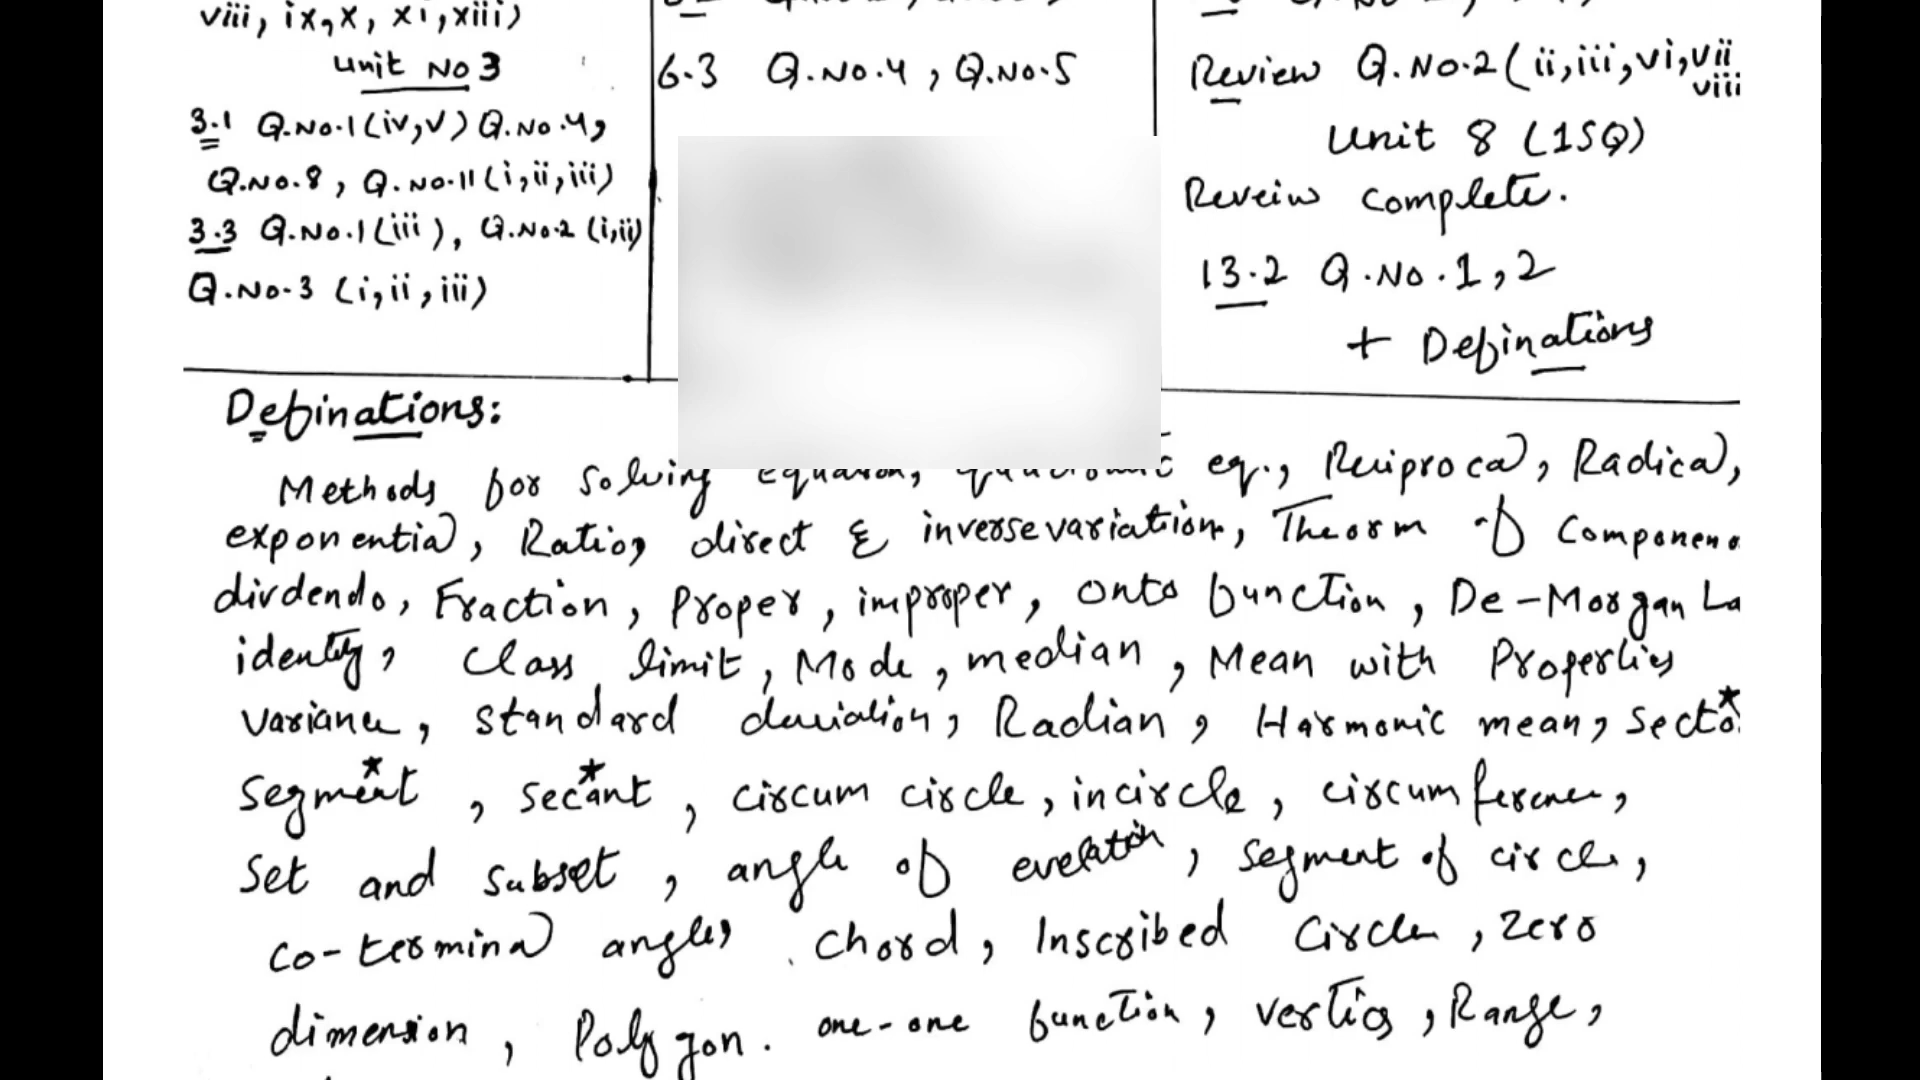 viii, ix, x, xi, xiii)
Unit No 3
3.1 Q.No.1(iv,v) Q.No.4,
Q.No.8, Q.No.11(i,ii,iii)
3.3 Q.No.1(iii), Q.No.2 (i,ii)
Q.No.3 (i,ii,iii)
6.3 Q.No.4, Q.No.5
Review Q.No.2(ii,iii,vi,vii
viii
Unit 8 (1SQ)
Reveiw complete.
13.2 Q.No.1,2
+ Definations
Definations:
Methods for solving equation, eq., Reciprocal, Radical,
exponential, Ratio, direct & inverse variation, Theorm of Componeno
divdendo, Fraction, Proper, improper, onto function, De-Morgan La
identity, Class limit, Mode, median, Mean with Properties
variance, standard deviation, Radian, Harmonic mean, Secto
segment, secant, circum circle, incircle, circumference,
Set and subset, angle of evelation, segment of circle,
co-terminal angles chord, Inscribed Circle, Zero
dimension, Polygon. one-one function, vertics, Range,